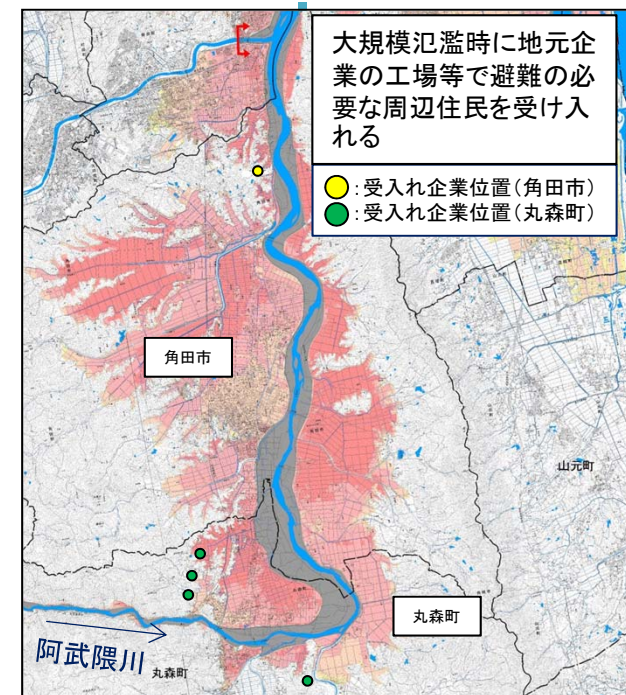 大規模氾濫時に地元企
業の工場等で避難の必
要な周辺住民を受け入
れる
：受入れ企業位置（角田市）
：受入れ企業位置（丸森町）
角田市
山元町
丸森町
阿武隈川
丸森町